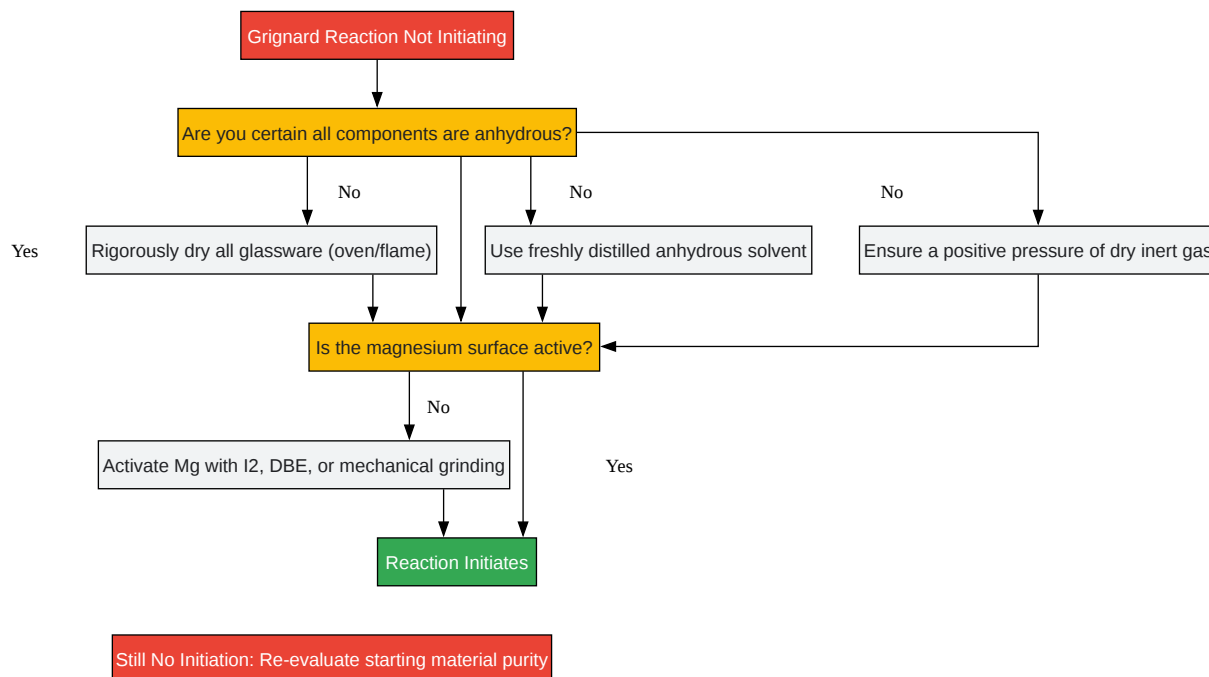 Grignard Reaction Not Initiating
Are you certain all components are anhydrous?
No
No
No
Yes
Rigorously dry all glassware (oven/flame)
Use freshly distilled anhydrous solvent
Ensure a positive pressure of dry inert gas
Is the magnesium surface active?
No
Activate Mg with I2, DBE, or mechanical grinding
Yes
Reaction Initiates
Still No Initiation: Re-evaluate starting material purity